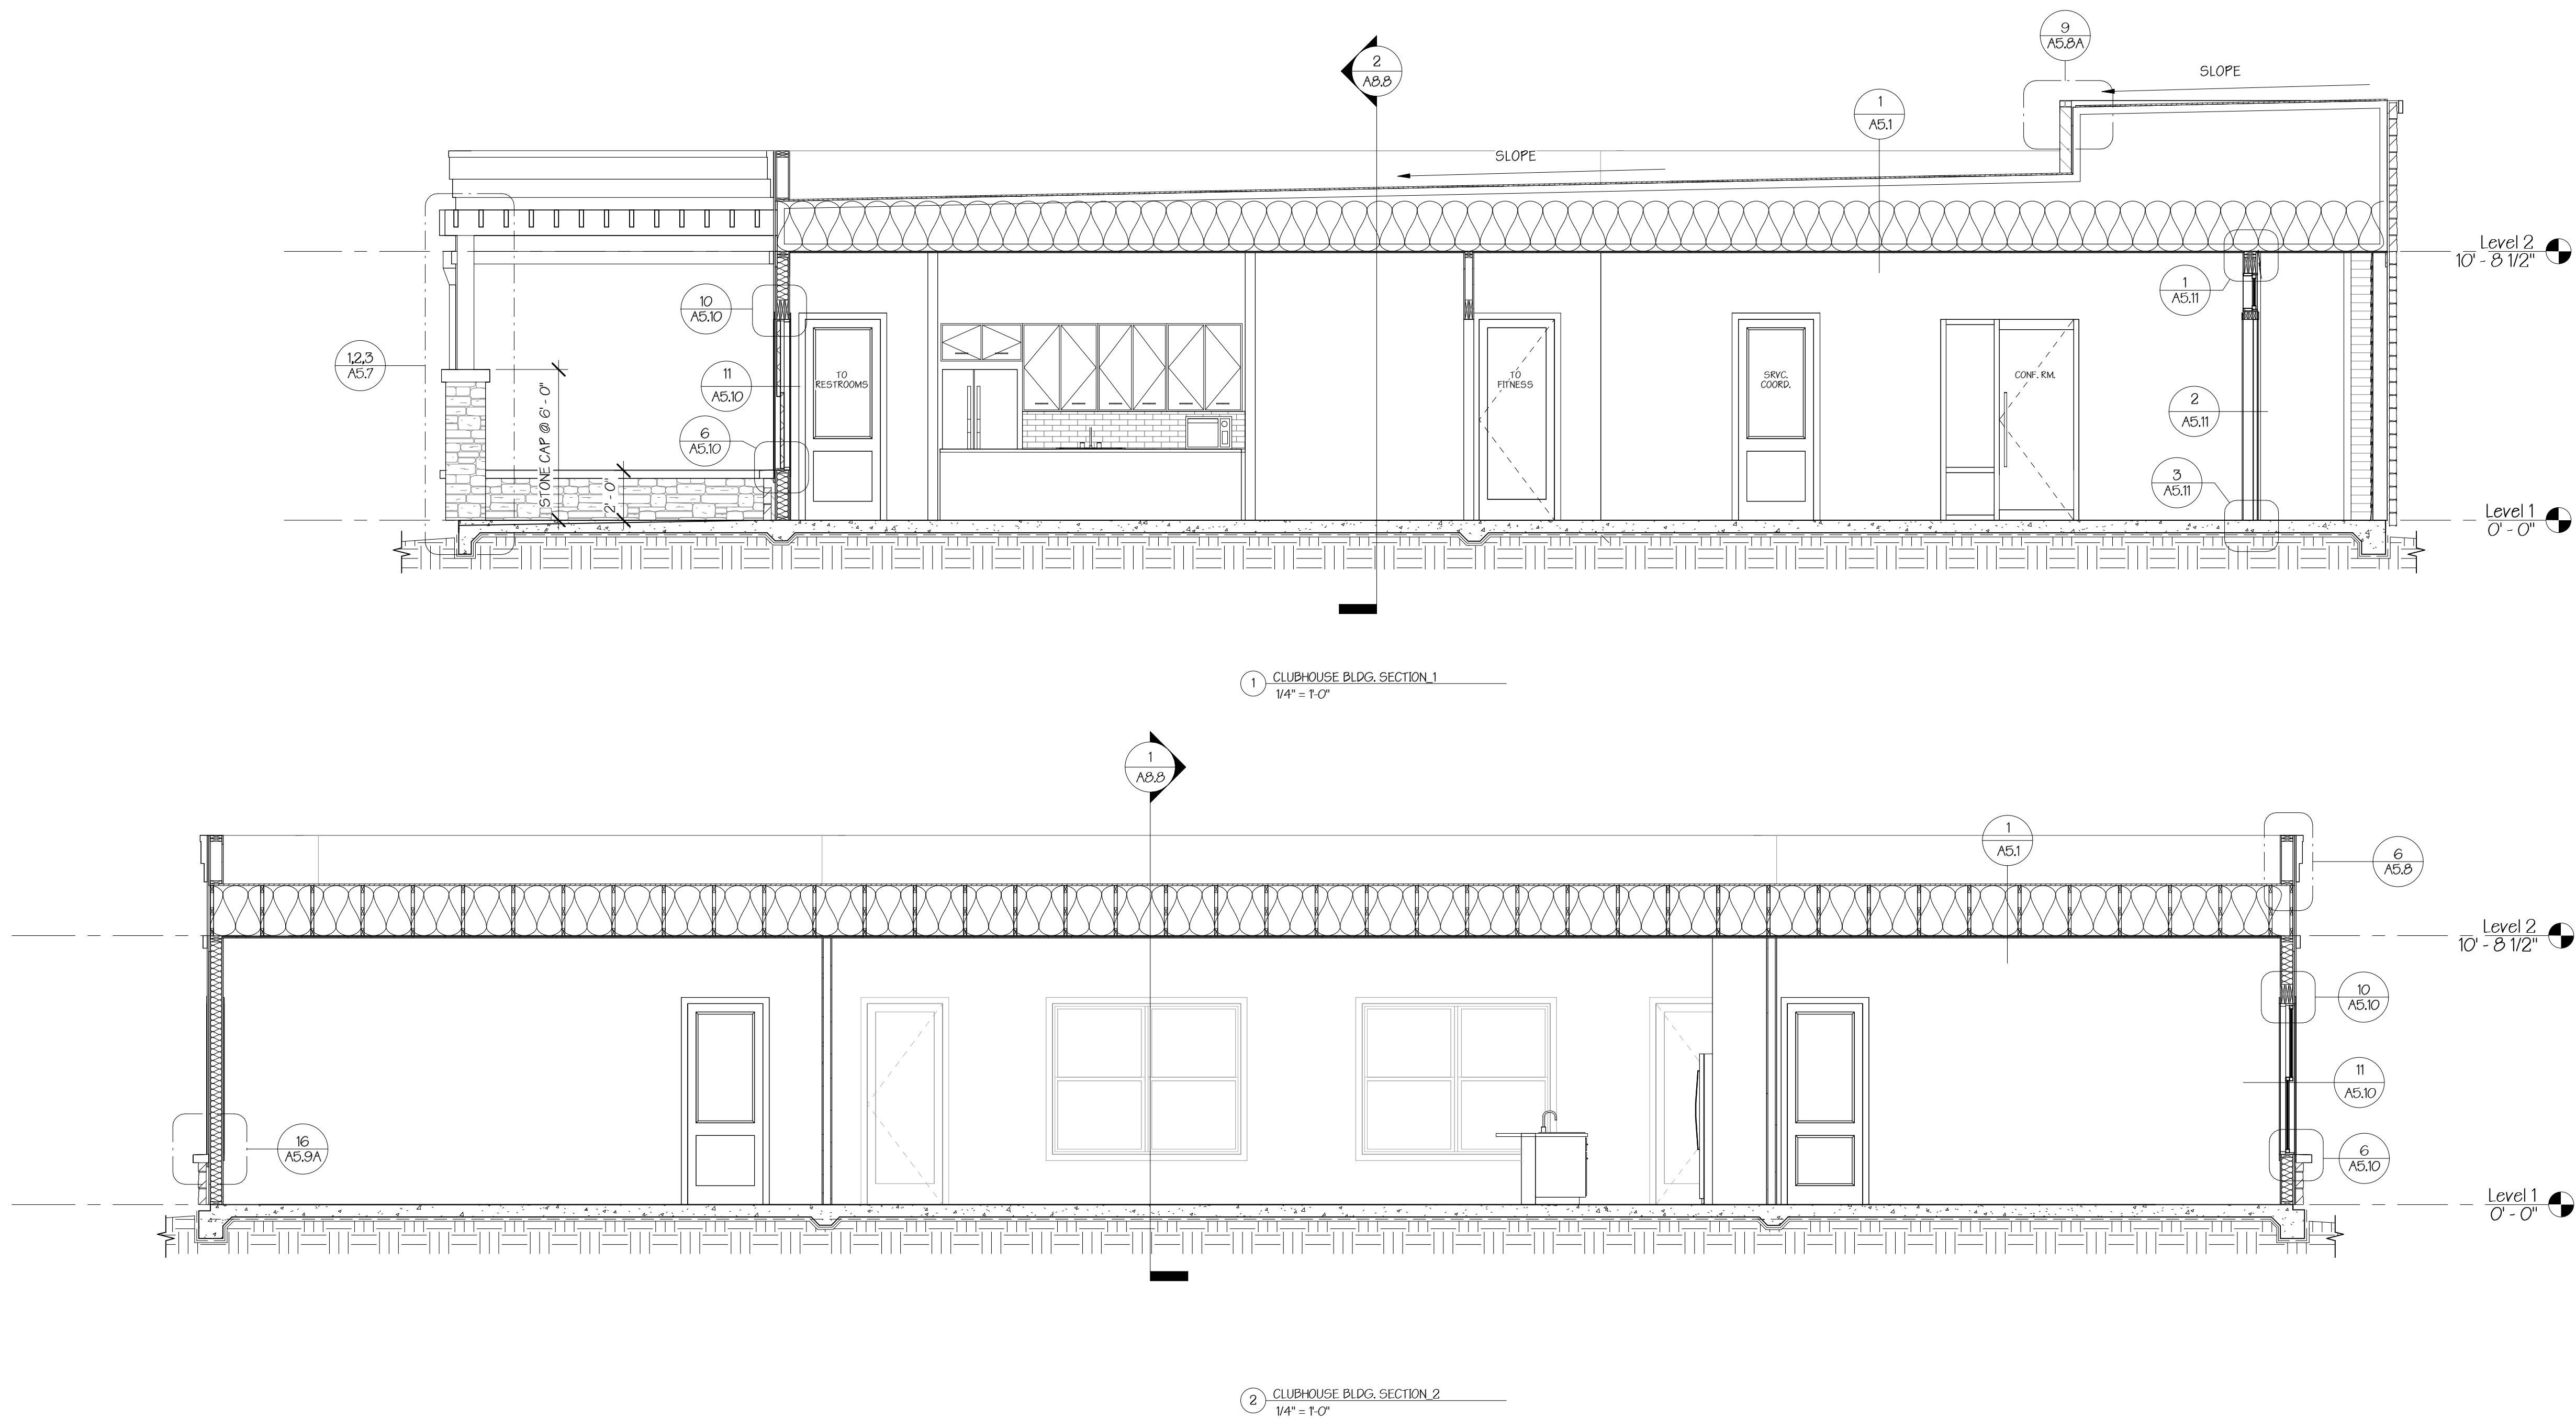 9
A5.8A
SLOPE
2
A8.8
1
A5.1
SLOPE
Level 2
10' - 8 1/2"
1
A5.11
10
A5.10
1,2,3
A5.7
11
A5.10
TO
RESTROOMS
TO
FITNESS
SRVC.
COORD.
CONF. RM.
2
A5.11
6
A5.10
STONE CAP @ 6' - 0"
2' - 0"
3
A5.11
Level 1
0' - 0"
1
CLUBHOUSE BLDG. SECTION_1
1/4" = 1'-0"
1
A8.8
1
A5.1
6
A5.8
Level 2
10' - 8 1/2"
10
A5.10
11
A5.10
16
A5.9A
6
A5.10
Level 1
0' - 0"
2
CLUBHOUSE BLDG. SECTION_2
1/4" = 1'-0"